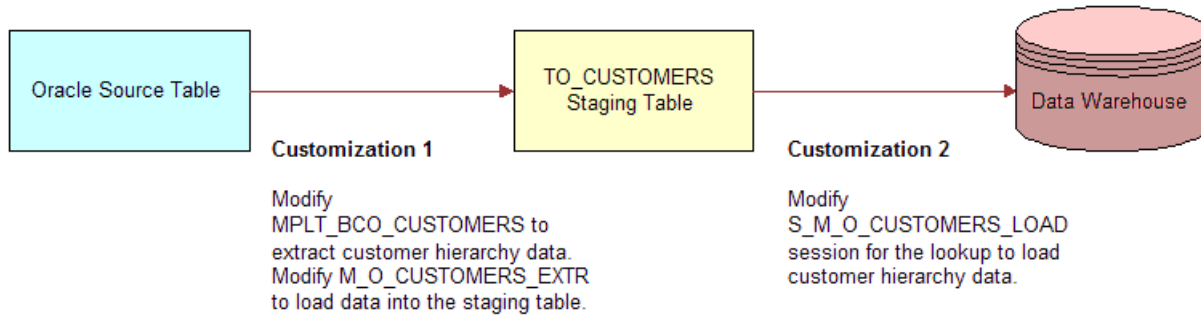 Oracle Source Table
TO_CUSTOMERS
Staging Table
Data Warehouse
Customization 1
Modify
MPLT_BCO_CUSTOMERS to
extract customer hierarchy data.
Modify M_O_CUSTOMERS_EXTR
to load data into the staging table.
Customization 2
Modify
S_M_O_CUSTOMERS_LOAD
session for the lookup to load
customer hierarchy data.